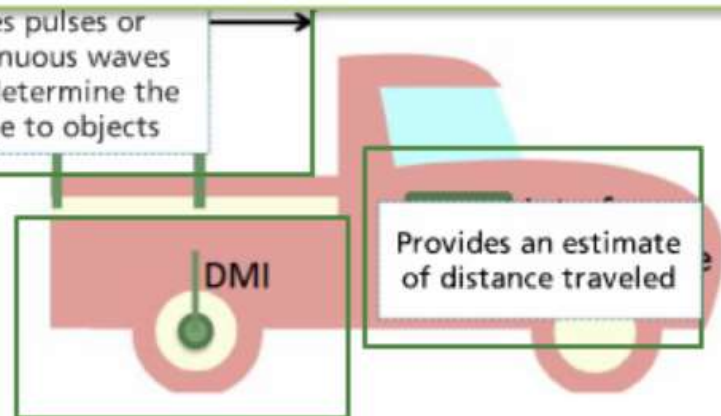 es pulses or
nuous waves
determine the
e to objects
Provides an estimate
of distance traveled
DMI